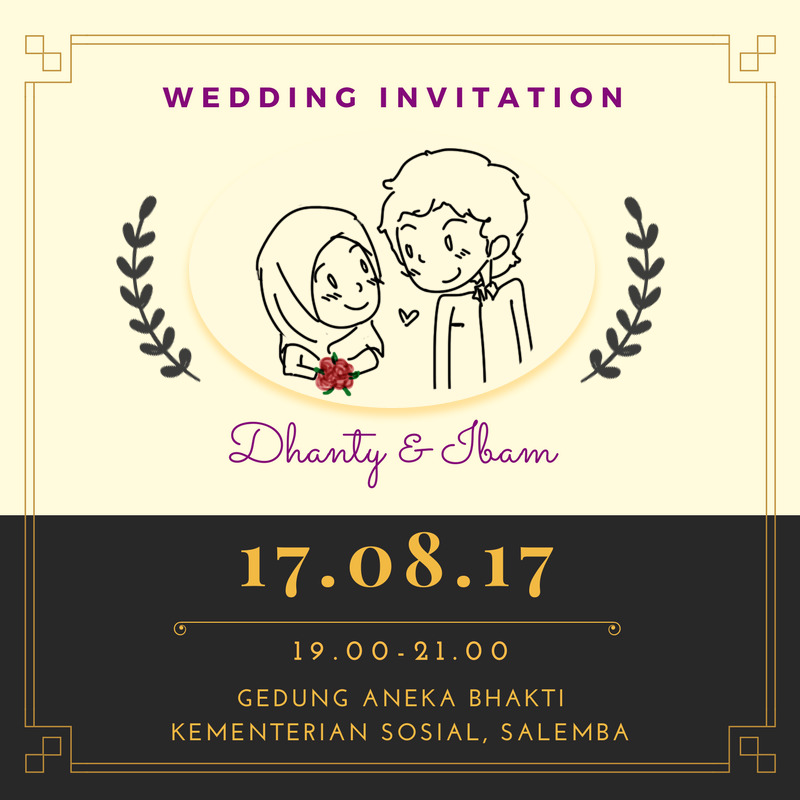 WEDDING INVITATION
Dhanty & Ibam
17.08.17
19.00-21.00
GEDUNG ANEKA BHAKTI
KEMENTERIAN SOSIAL, SALEMBA